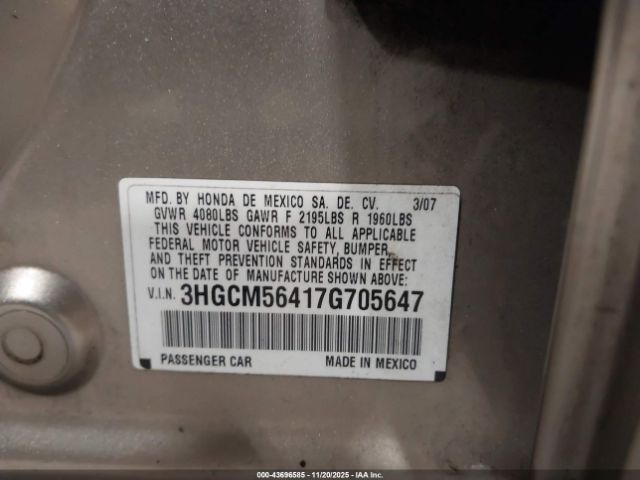 MFD. BY HONDA DE MEXICO SA. DE. CV. 3/07
GVWR 4080LBS GAWR F 2195LBS R 1960LBS
THIS VEHICLE CONFORMS TO ALL APPLICABLE
FEDERAL MOTOR VEHICLE SAFETY, BUMPER,
AND THEFT PREVENTION STANDARDS IN EFFECT
ON THE DATE OF MANUFACTURE SHOWN ABOVE:
V.I.N. 3HGCM56417G705647
PASSENGER CAR MADE IN MEXICO
000-43696585 - 11/20/2025 - IAA Inc.